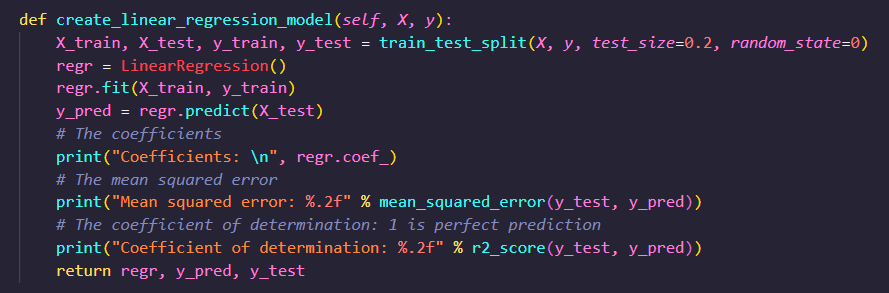 def create_linear_regression_model(self, X, y):
    X_train, X_test, y_train, y_test = train_test_split(X, y, test_size=0.2, random_state=0)
    regr = LinearRegression()
    regr.fit(X_train, y_train)
    y_pred = regr.predict(X_test)
    # The coefficients
    print("Coefficients: \n", regr.coef_)
    # The mean squared error
    print("Mean squared error: %.2f" % mean_squared_error(y_test, y_pred))
    # The coefficient of determination: 1 is perfect prediction
    print("Coefficient of determination: %.2f" % r2_score(y_test, y_pred))
    return regr, y_pred, y_test